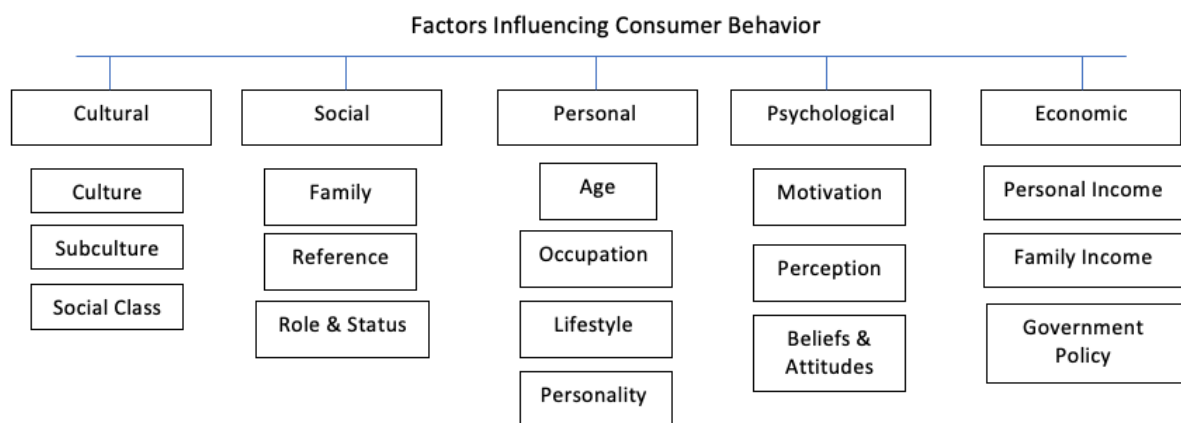 Factors Influencing Consumer Behavior
Cultural
Social
Personal
Psychological
Economic
Culture
Subculture
Social Class
Family
Reference
Role & Status
Age
Occupation
Lifestyle
Personality
Motivation
Perception
Beliefs &
Attitudes
Personal Income
Family Income
Government
Policy